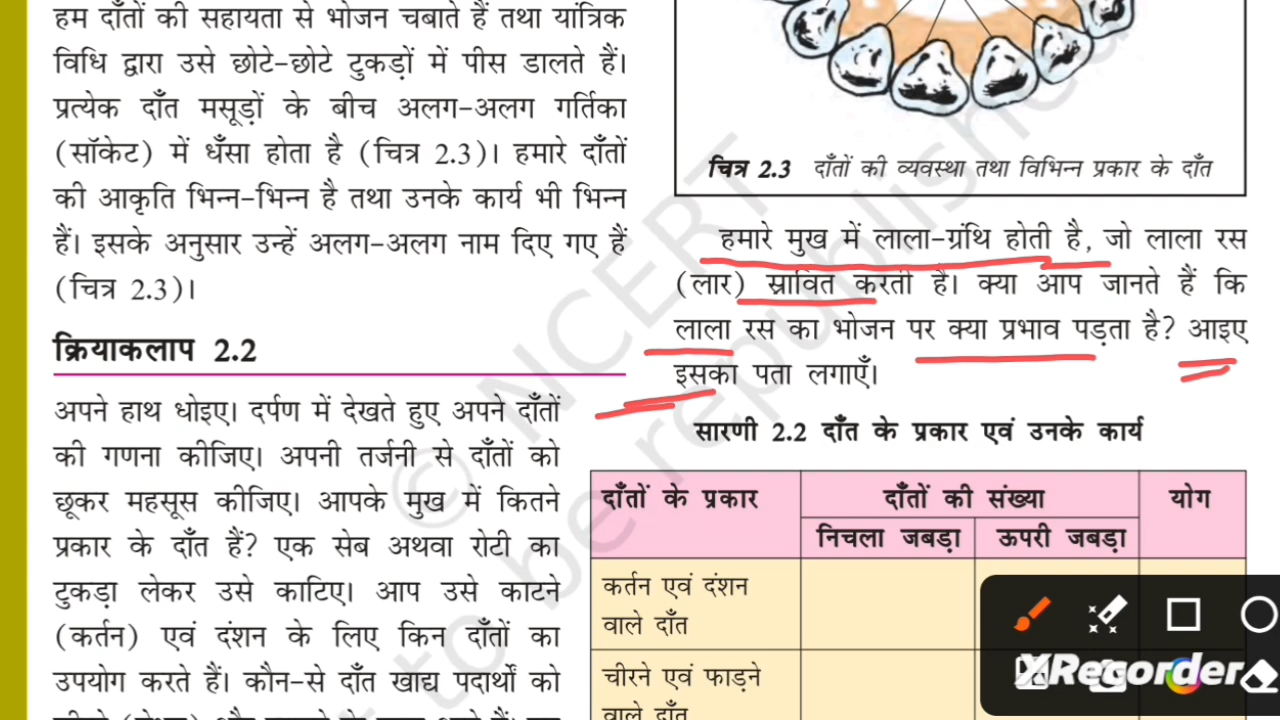 हम दाँतों की सहायता से भोजन चबाते हैं तथा यांत्रिक
विधि द्वारा उसे छोटे-छोटे टुकड़ों में पीस डालते हैं।
प्रत्येक दाँत मसूड़ों के बीच अलग-अलग गर्तिका
(सॉकेट) में धँसा होता है (चित्र 2.3)। हमारे दाँतों
की आकृति भिन्न-भिन्न है तथा उनके कार्य भी भिन्न
हैं। इसके अनुसार उन्हें अलग-अलग नाम दिए गए हैं
(चित्र 2.3)।
क्रियाकलाप 2.2
अपने हाथ धोइए। दर्पण में देखते हुए अपने दाँतों
की गणना कीजिए। अपनी तर्जनी से दाँतों को
छूकर महसूस कीजिए। आपके मुख में कितने
प्रकार के दाँत हैं? एक सेब अथवा रोटी का
टुकड़ा लेकर उसे काटिए। आप उसे काटने
(कर्तन) एवं दंशन के लिए किन दाँतों का
उपयोग करते हैं। कौन-से दाँत खाद्य पदार्थों को
चित्र 2.3 दाँतों की व्यवस्था तथा विभिन्न प्रकार के दाँत
हमारे मुख में लाला-ग्रंथि होती है, जो लाला रस
(लार) स्रावित करती है। क्या आप जानते हैं कि
लाला रस का भोजन पर क्या प्रभाव पड़ता है? आइए
इसका पता लगाएँ।
सारणी 2.2 दाँत के प्रकार एवं उनके कार्य
दाँतों के प्रकार दाँतों की संख्या योग
निचला जबड़ा ऊपरी जबड़ा
कर्तन एवं दंशन
वाले दाँत
चीरने एवं फाड़ने
वाले दाँत
© NCERT
to be republished
XRecorder